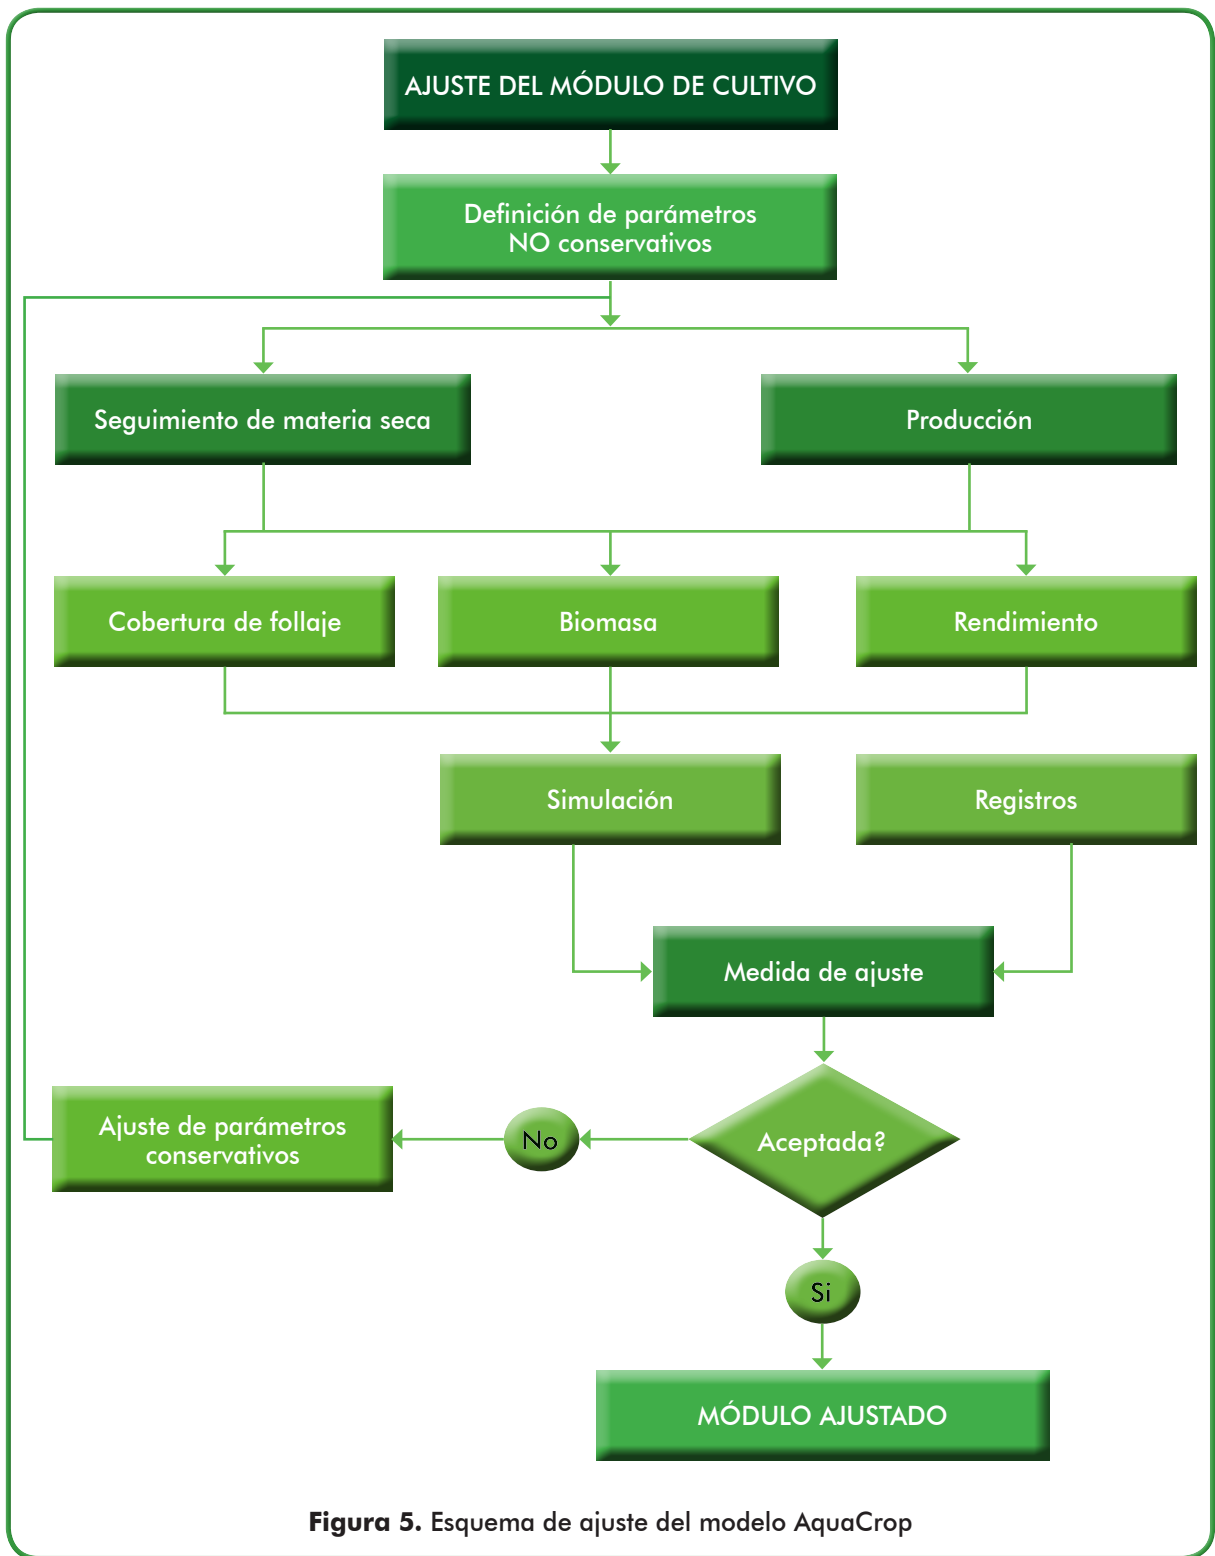 AJUSTE DEL MÓDULO DE CULTIVO
Definición de parámetros
NO conservativos
Seguimiento de materia seca
Producción
Cobertura de follaje
Biomasa
Rendimiento
Simulación
Registros
Medida de ajuste
Ajuste de parámetros
conservativos
No
Aceptada?
Si
MÓDULO AJUSTADO
Figura 5. Esquema de ajuste del modelo AquaCrop